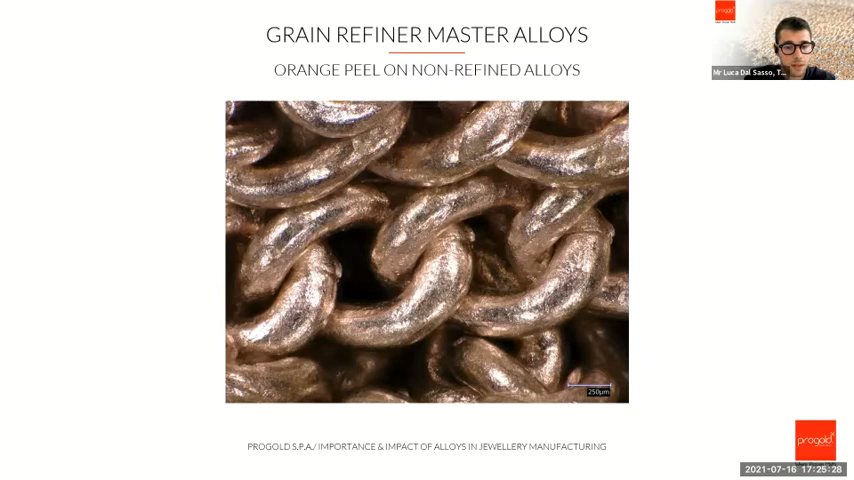 GRAIN REFINER MASTER ALLOYS
ORANGE PEEL ON NON-REFINED ALLOYS
progold
Mr Luca Dal Sasso, T...
250µm
PROGOLD S.P.A./ IMPORTANCE & IMPACT OF ALLOYS IN JEWELLERY MANUFACTURING
progold
2021-07-16 17:25:28